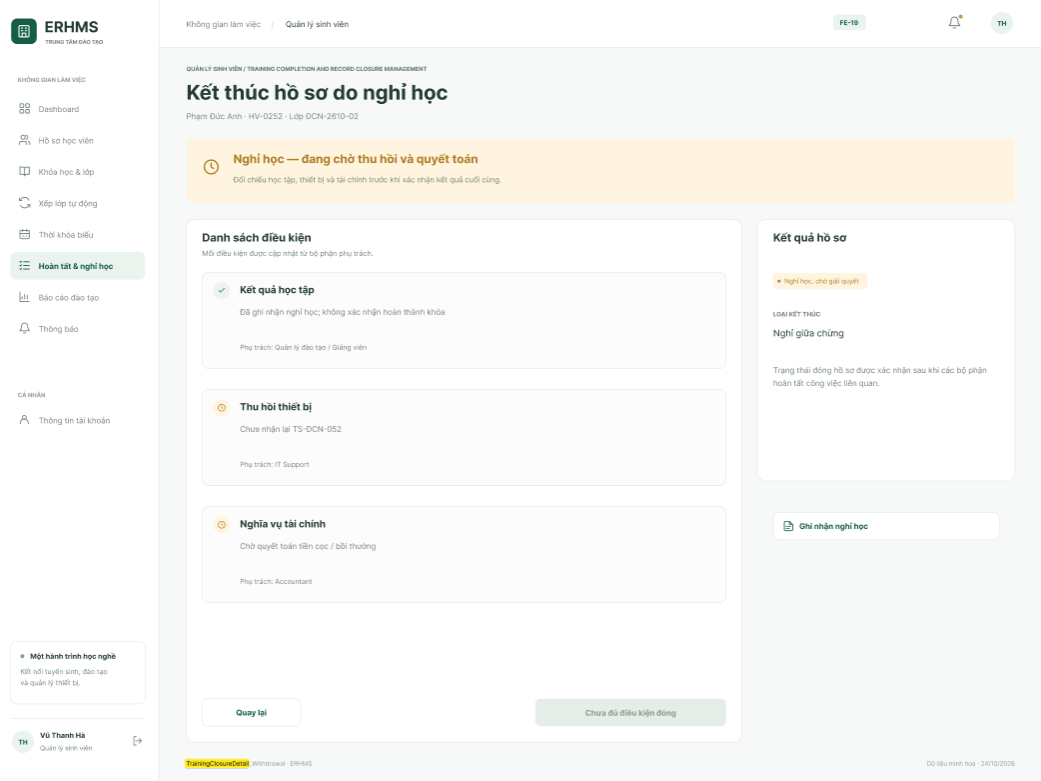 ERHMS
TRUNG TÂM ĐÀO TẠO
KHÔNG GIAN LÀM VIỆC
Dashboard
Hồ sơ học viên
Khóa học & lớp
Xếp lớp tự động
Thời khóa biểu
Hoàn tất & nghỉ học
Báo cáo đào tạo
Thông báo
CÁ NHÂN
Thông tin tài khoản
Một hành trình học nghề
Kết nối tuyển sinh, đào tạo
và quản lý thiết bị.
TH
Vũ Thanh Hà
Quản lý sinh viên
Không gian làm việc / Quản lý sinh viên
FE-19
TH
QUẢN LÝ SINH VIÊN / TRAINING COMPLETION AND RECORD CLOSURE MANAGEMENT
Kết thúc hồ sơ do nghỉ học
Phạm Đức Anh · HV-0252 · Lớp ĐCN-2610-02
Nghỉ học — đang chờ thu hồi và quyết toán
Đối chiếu học tập, thiết bị và tài chính trước khi xác nhận kết quả cuối cùng.
Danh sách điều kiện
Mỗi điều kiện được cập nhật từ bộ phận phụ trách.
Kết quả học tập
Đã ghi nhận nghỉ học; không xác nhận hoàn thành khóa
Phụ trách: Quản lý đào tạo / Giảng viên
Thu hồi thiết bị
Chưa nhận lại TS-ĐCN-052
Phụ trách: IT Support
Nghĩa vụ tài chính
Chờ quyết toán tiền cọc / bồi thường
Phụ trách: Accountant
Quay lại
Chưa đủ điều kiện đóng
Kết quả hồ sơ
Nghỉ học, chờ giải quyết
LOẠI KẾT THÚC
Nghỉ giữa chừng
Trạng thái đóng hồ sơ được xác nhận sau khi các bộ phận
hoàn tất công việc liên quan.
Ghi nhận nghỉ học
TrainingClosureDetail_Withdrawal · ERHMS
Dữ liệu minh họa · 24/10/2026